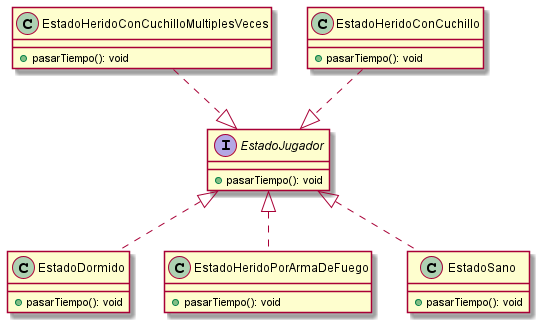 C EstadoHeridoConCuchilloMultiplesVeces
pasarTiempo(): void
C EstadoHeridoConCuchillo
pasarTiempo(): void
I EstadoJugador
pasarTiempo(): void
C EstadoDormido
pasarTiempo(): void
C EstadoHeridoPorArmaDeFuego
pasarTiempo(): void
C EstadoSano
pasarTiempo(): void